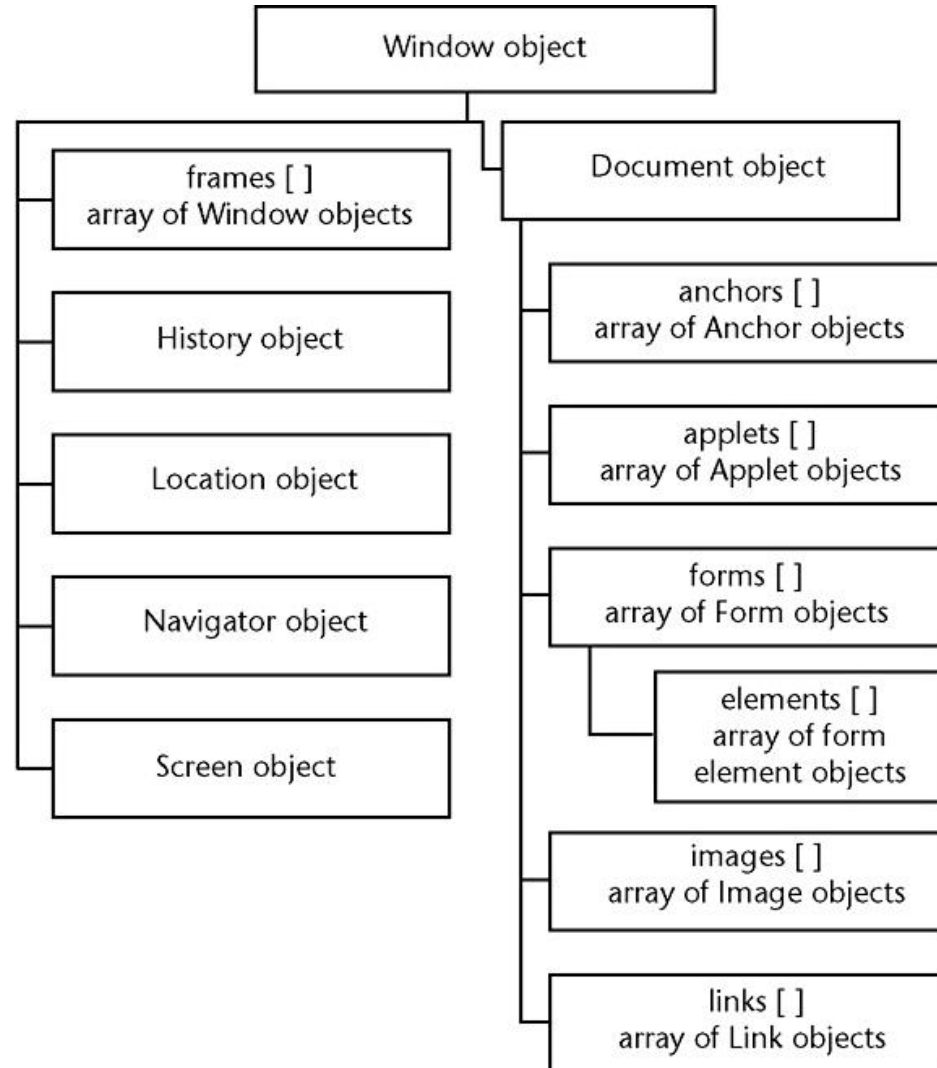 Window object
frames [ ]
array of Window objects
History object
Location object
Navigator object
Screen object
Document object
anchors [ ]
array of Anchor objects
applets [ ]
array of Applet objects
forms [ ]
array of Form objects
elements [ ]
array of form
element objects
images [ ]
array of Image objects
links [ ]
array of Link objects